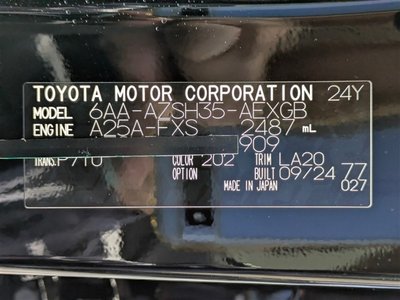 TOYOTA MOTOR CORPORATION 24Y
MODEL 6AA-AZSH35-AEXGB
ENGINE A25A-FXS 2487 mL
909
TRANS. P710 COLOR 202 TRIM LA20
OPTION BUILT 09/24 77
MADE IN JAPAN 027